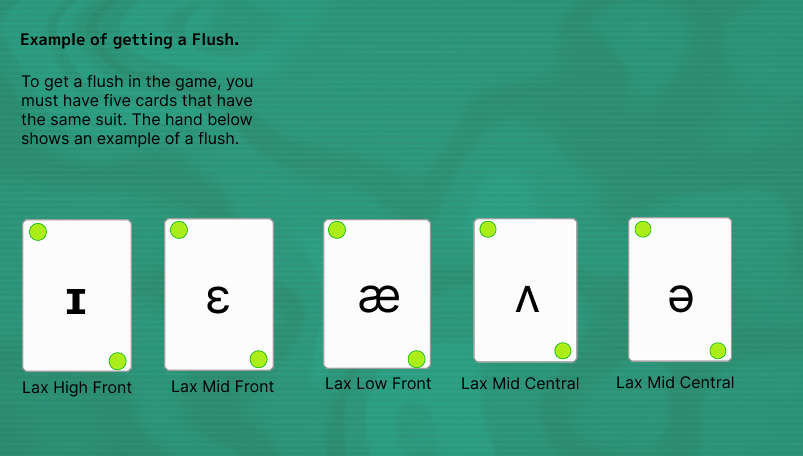 Example of getting a Flush.
To get a flush in the game, you
must have five cards that have
the same suit. The hand below
shows an example of a flush.
ɪ ɛ æ ʌ ə
Lax High Front Lax Mid Front Lax Low Front Lax Mid Central Lax Mid Central